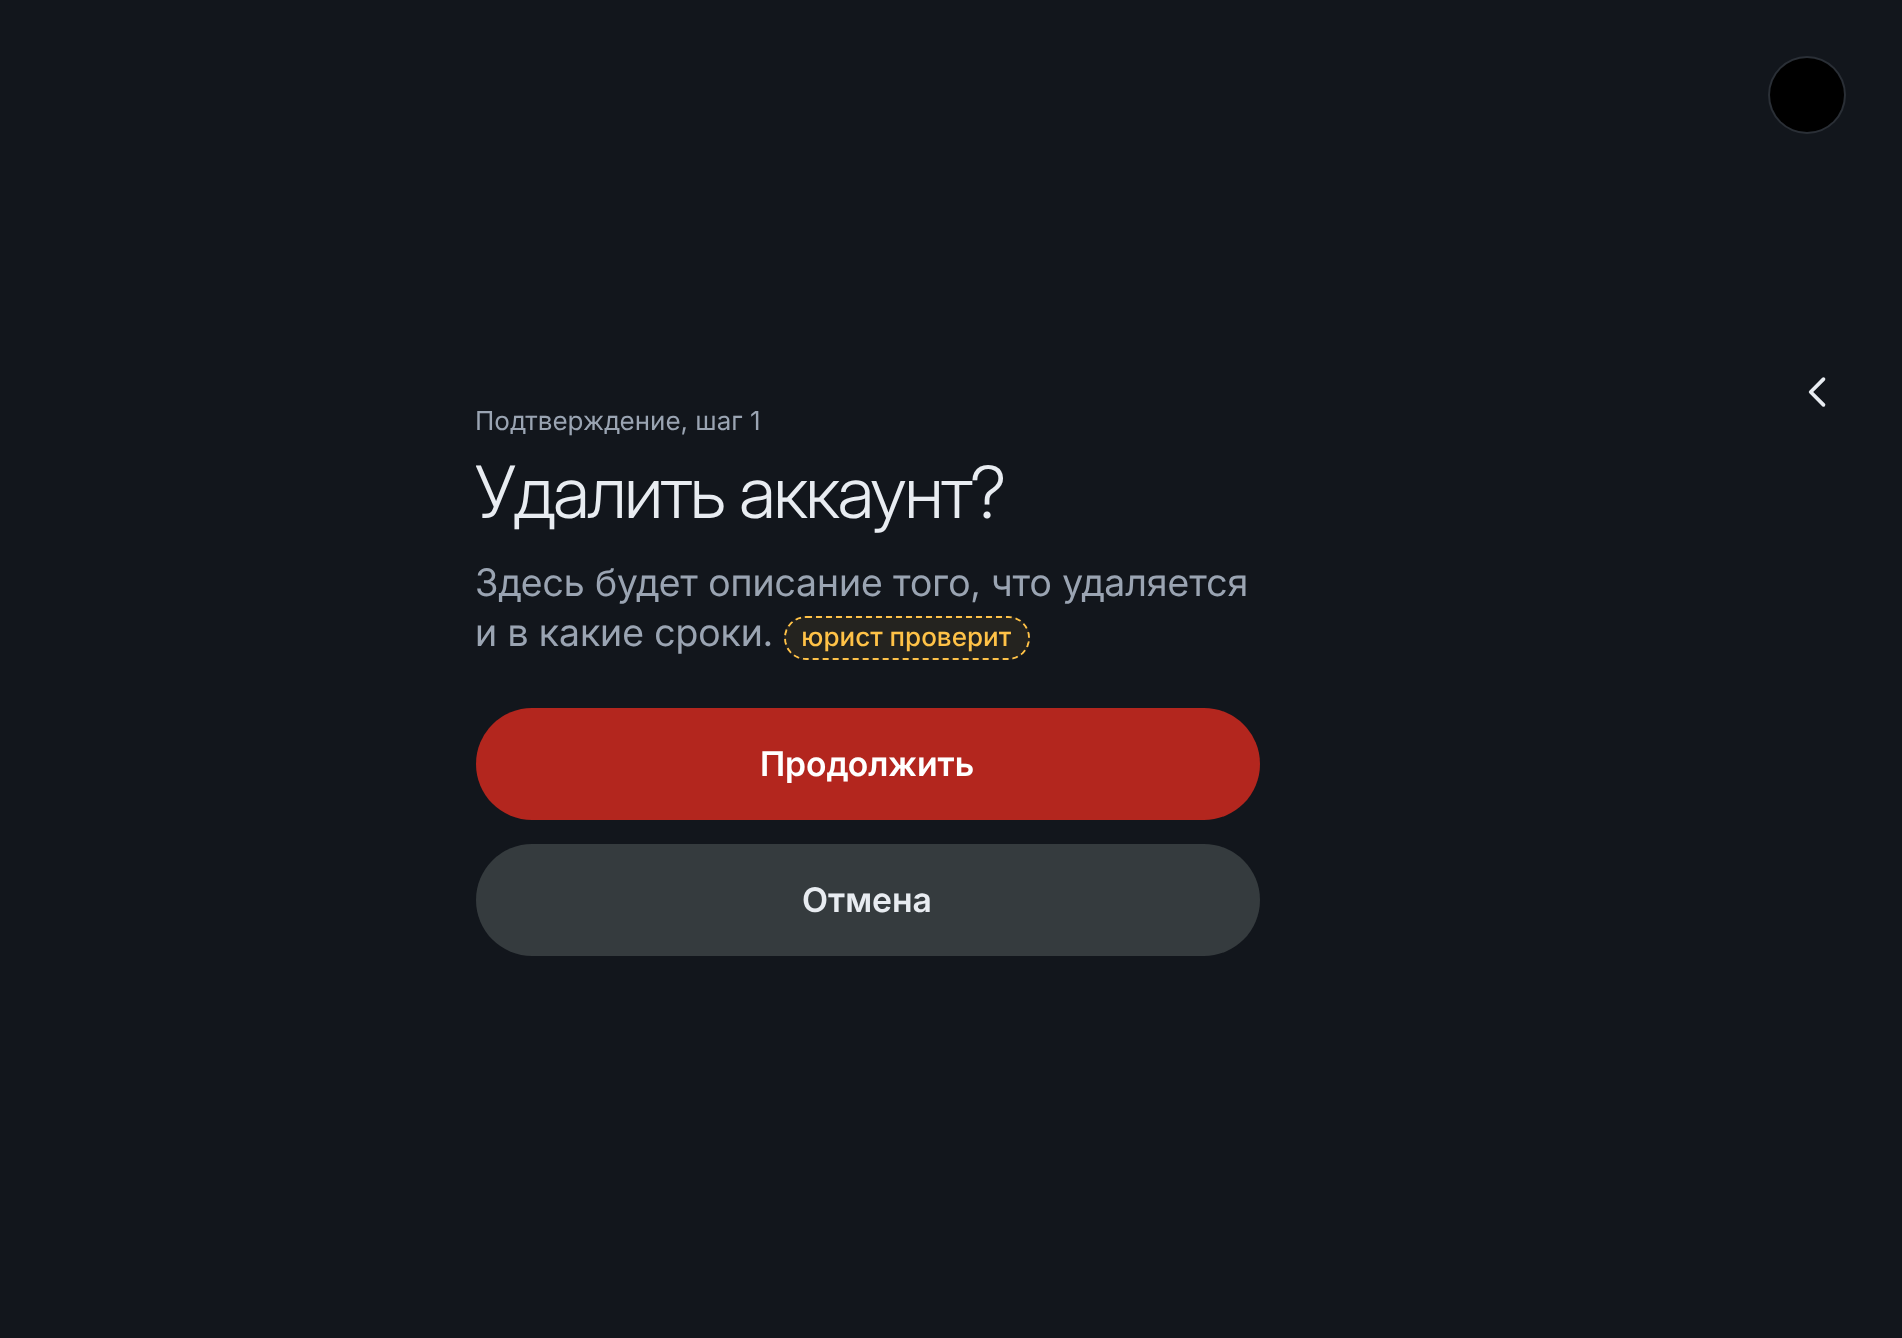 Подтверждение, шаг 1
Удалить аккаунт?
Здесь будет описание того, что удаляется
и в какие сроки. юрист проверит
Продолжить
Отмена